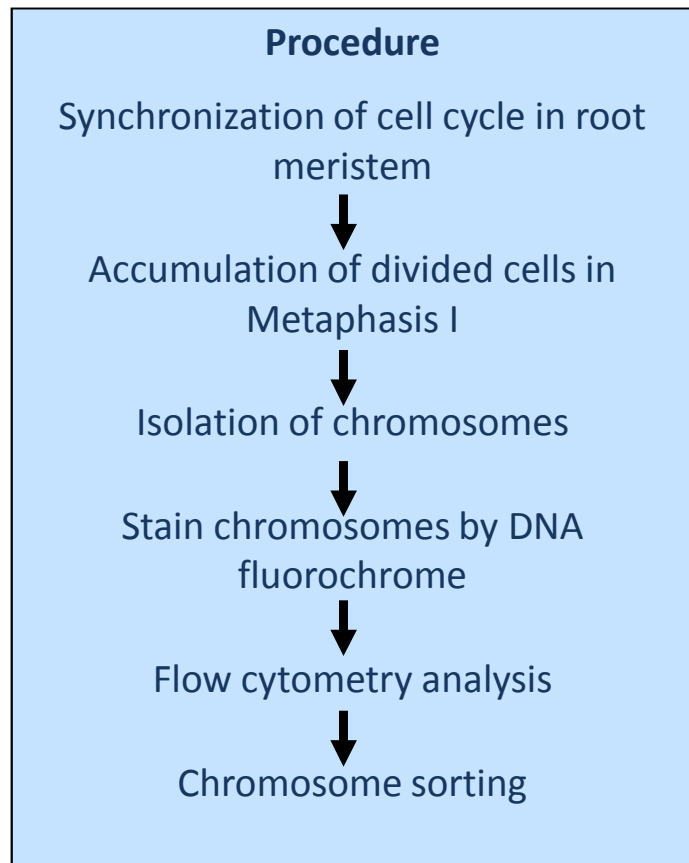 Procedure
Synchronization of cell cycle in root
meristem
Accumulation of divided cells in
Metaphasis I
Isolation of chromosomes
Stain chromosomes by DNA
fluorochrome
Flow cytometry analysis
Chromosome sorting